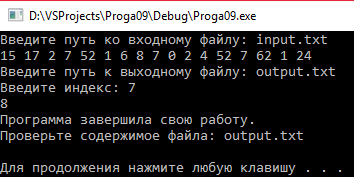 D:\VSProjects\Proga09\Debug\Proga09.exe
Введите путь ко входному файлу: input.txt
15 17 2 7 52 1 6 8 7 0 2 4 52 7 62 1 24
Введите путь к выходному файлу: output.txt
Введите индекс: 7
8
Программа завершила свою работу.
Проверьте содержимое файла: output.txt
Для продолжения нажмите любую клавишу . . .